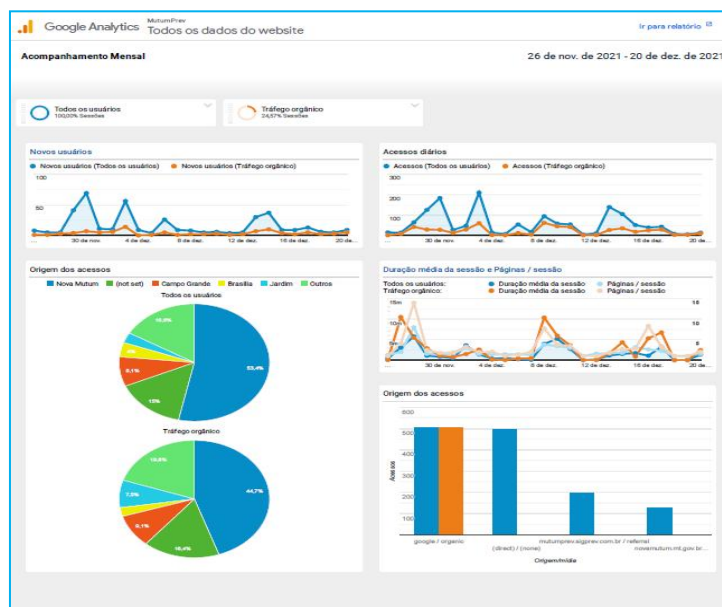 Google Analytics
MutumPrev
Todos os dados do website
Ir para relatório
Acompanhamento Mensal
26 de nov. de 2021 - 20 de dez. de 2021
Todos os usuários
100,00% Sessões
Tráfego orgânico
24,57% Sessões
Novos usuários
Novos usuários (Todos os usuários) Novos usuários (Tráfego orgânico)
100
50
... 30 de nov. 4 de dez. 8 de dez. 12 de dez. 16 de dez. 20 de...
Acessos diários
Acessos (Todos os usuários) Acessos (Tráfego orgânico)
300
200
100
... 30 de nov. 4 de dez. 8 de dez. 12 de dez. 16 de dez. 20 de...
Origem dos acessos
Nova Mutum (not set) Campo Grande Brasília Jardim Outros
Todos os usuários
53,4%
15%
9,1%
4%
Tráfego orgânico
44,7%
16,4%
9,1%
Duração média da sessão e Páginas / sessão
Todos os usuários: Duração média da sessão Páginas / sessão
Tráfego orgânico: Duração média da sessão Páginas / sessão
15m
10m
5m
15
10
5
... 30 de nov. 4 de dez. 8 de dez. 12 de dez. 16 de dez. 20 de...
Origem dos acessos
600
500
400
300
200
100
Acessos
google / organic
(direct) / (none)
mutumprev.sigprev.com.br / referral
novamutum.mt.gov.br...
Origem/mídia